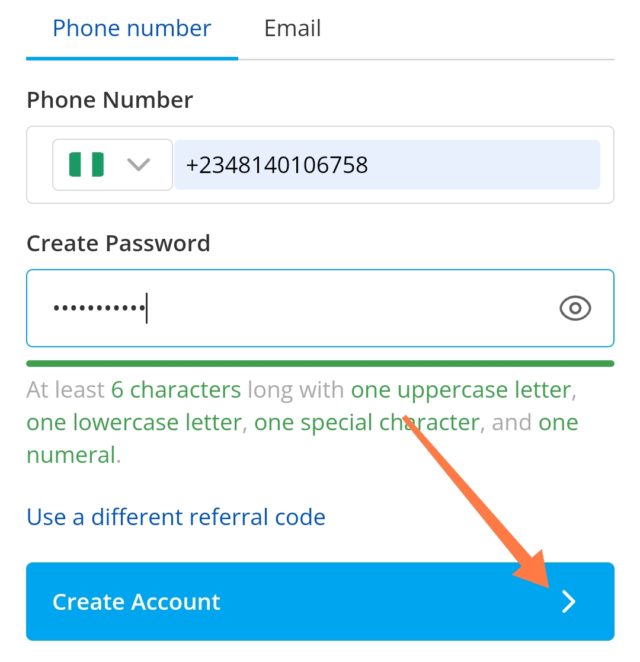 Phone number Email
Phone Number
+2348140106758
Create Password
•••••••••••
At least 6 characters long with one uppercase letter,
one lowercase letter, one special character, and one
numeral.
Use a different referral code
Create Account